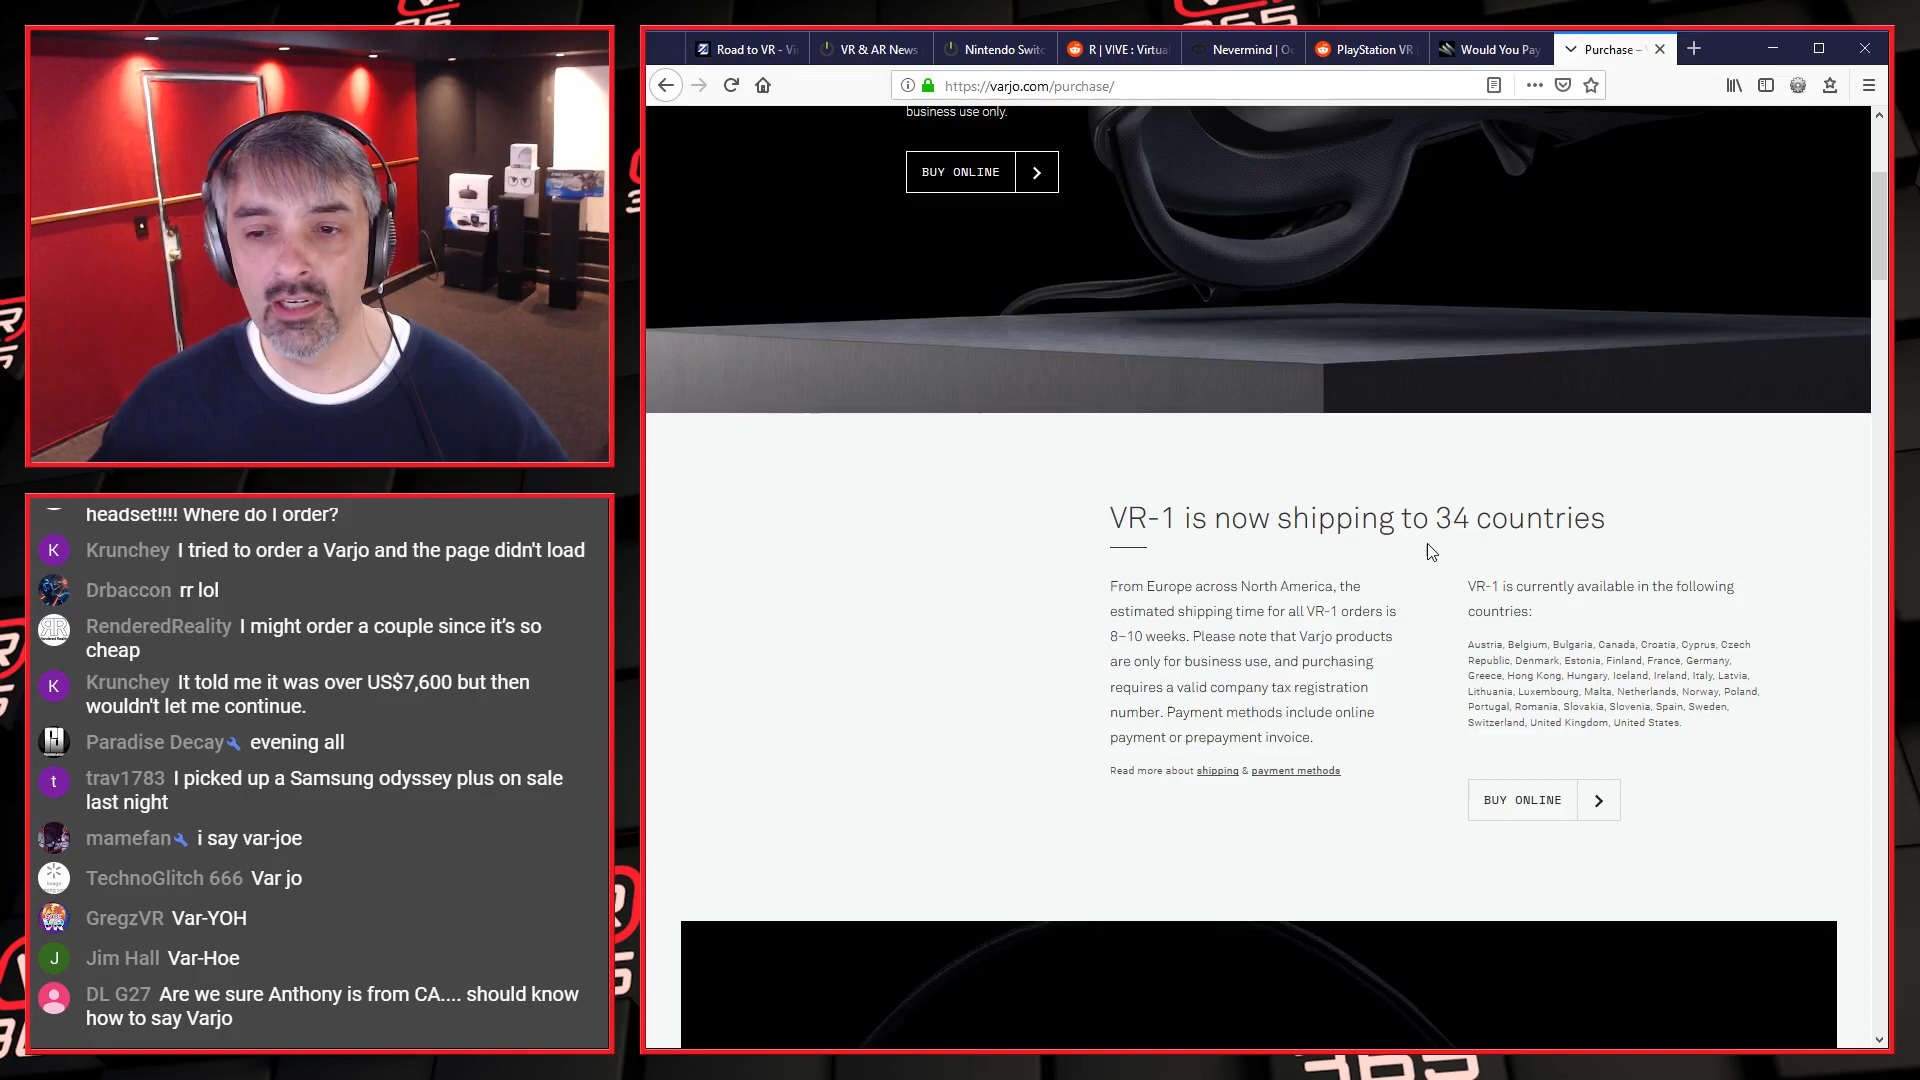 Road to VR - Vi
VR & AR News
Nintendo Switc
R | VIVE : Virtua
Nevermind | Oc
PlayStation VR
Would You Pay
Purchase –
https://varjo.com/purchase/
business use only.
BUY ONLINE
VR-1 is now shipping to 34 countries
From Europe across North America, the
estimated shipping time for all VR-1 orders is
8–10 weeks. Please note that Varjo products
are only for business use, and purchasing
requires a valid company tax registration
number. Payment methods include online
payment or prepayment invoice.
Read more about shipping & payment methods
VR-1 is currently available in the following
countries:
Austria, Belgium, Bulgaria, Canada, Croatia, Cyprus, Czech
Republic, Denmark, Estonia, Finland, France, Germany,
Greece, Hong Kong, Hungary, Iceland, Ireland, Italy, Latvia,
Lithuania, Luxembourg, Malta, Netherlands, Norway, Poland,
Portugal, Romania, Slovakia, Slovenia, Spain, Sweden,
Switzerland, United Kingdom, United States.
BUY ONLINE
headset!!!! Where do I order?
K Krunchey I tried to order a Varjo and the page didn't load
Drbaccon rr lol
RenderedReality I might order a couple since it's so
cheap
K Krunchey It told me it was over US$7,600 but then
wouldn't let me continue.
Paradise Decay evening all
t trav1783 I picked up a Samsung odyssey plus on sale
last night
mamefan i say var-joe
TechnoGlitch 666 Var jo
GregzVR Var-YOH
J Jim Hall Var-Hoe
DL G27 Are we sure Anthony is from CA.... should know
how to say Varjo
365